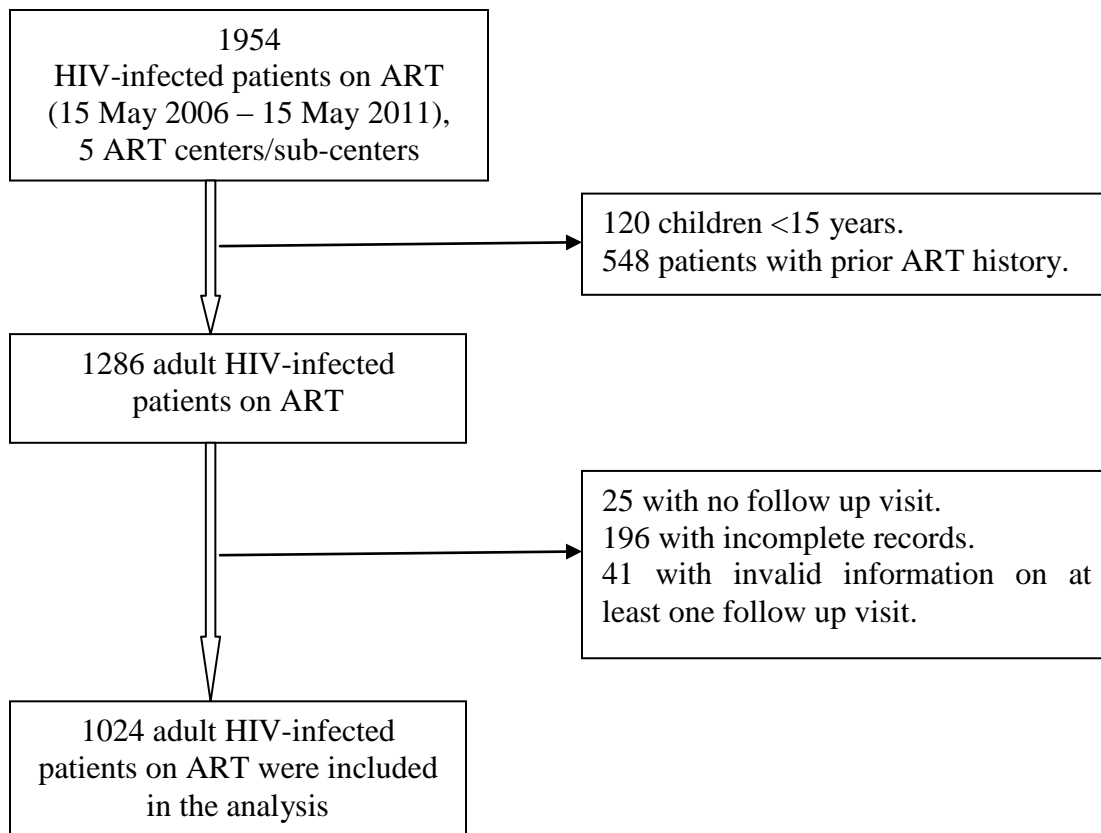 1954
HIV-infected patients on ART
(15 May 2006 – 15 May 2011),
5 ART centers/sub-centers
120 children <15 years.
548 patients with prior ART history.
1286 adult HIV-infected
patients on ART
25 with no follow up visit.
196 with incomplete records.
41 with invalid information on at
least one follow up visit.
1024 adult HIV-infected
patients on ART were included
in the analysis